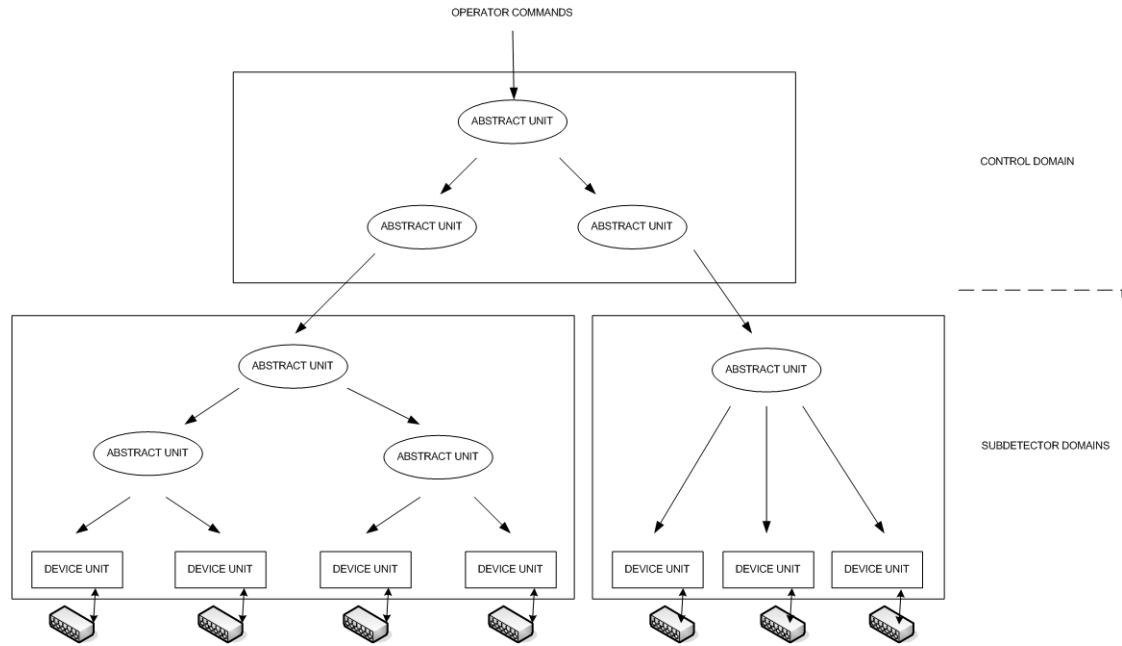 OPERATOR COMMANDS
ABSTRACT UNIT
CONTROL DOMAIN
ABSTRACT UNIT
ABSTRACT UNIT
ABSTRACT UNIT
ABSTRACT UNIT
SUBDETECTOR DOMAINS
ABSTRACT UNIT
ABSTRACT UNIT
DEVICE UNIT
DEVICE UNIT
DEVICE UNIT
DEVICE UNIT
DEVICE UNIT
DEVICE UNIT
DEVICE UNIT